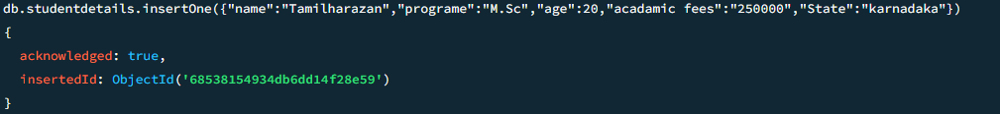 db.studentdetails.insertOne({"name":"Tamilharazan","programe":"M.Sc","age":20,"acadamic fees":"250000","State":"karnadaka"})
{
acknowledged: true,
insertedId: ObjectId('68538154934db6dd14f28e59')
}